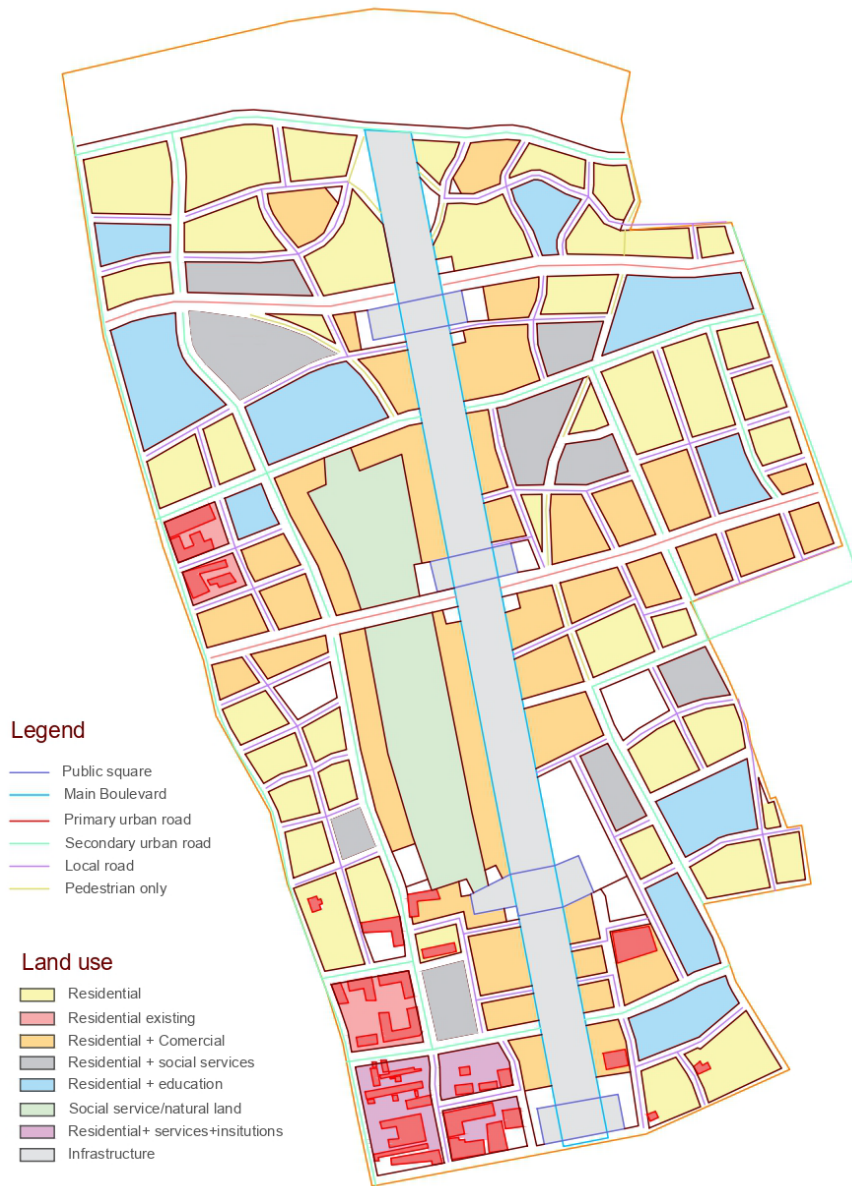 Legend
Public square
Main Boulevard
Primary urban road
Secondary urban road
Local road
Pedestrian only
Land use
Residential
Residential existing
Residential + Comercial
Residential + social services
Residential + education
Social service/natural land
Residential+ services+insitutions
Infrastructure